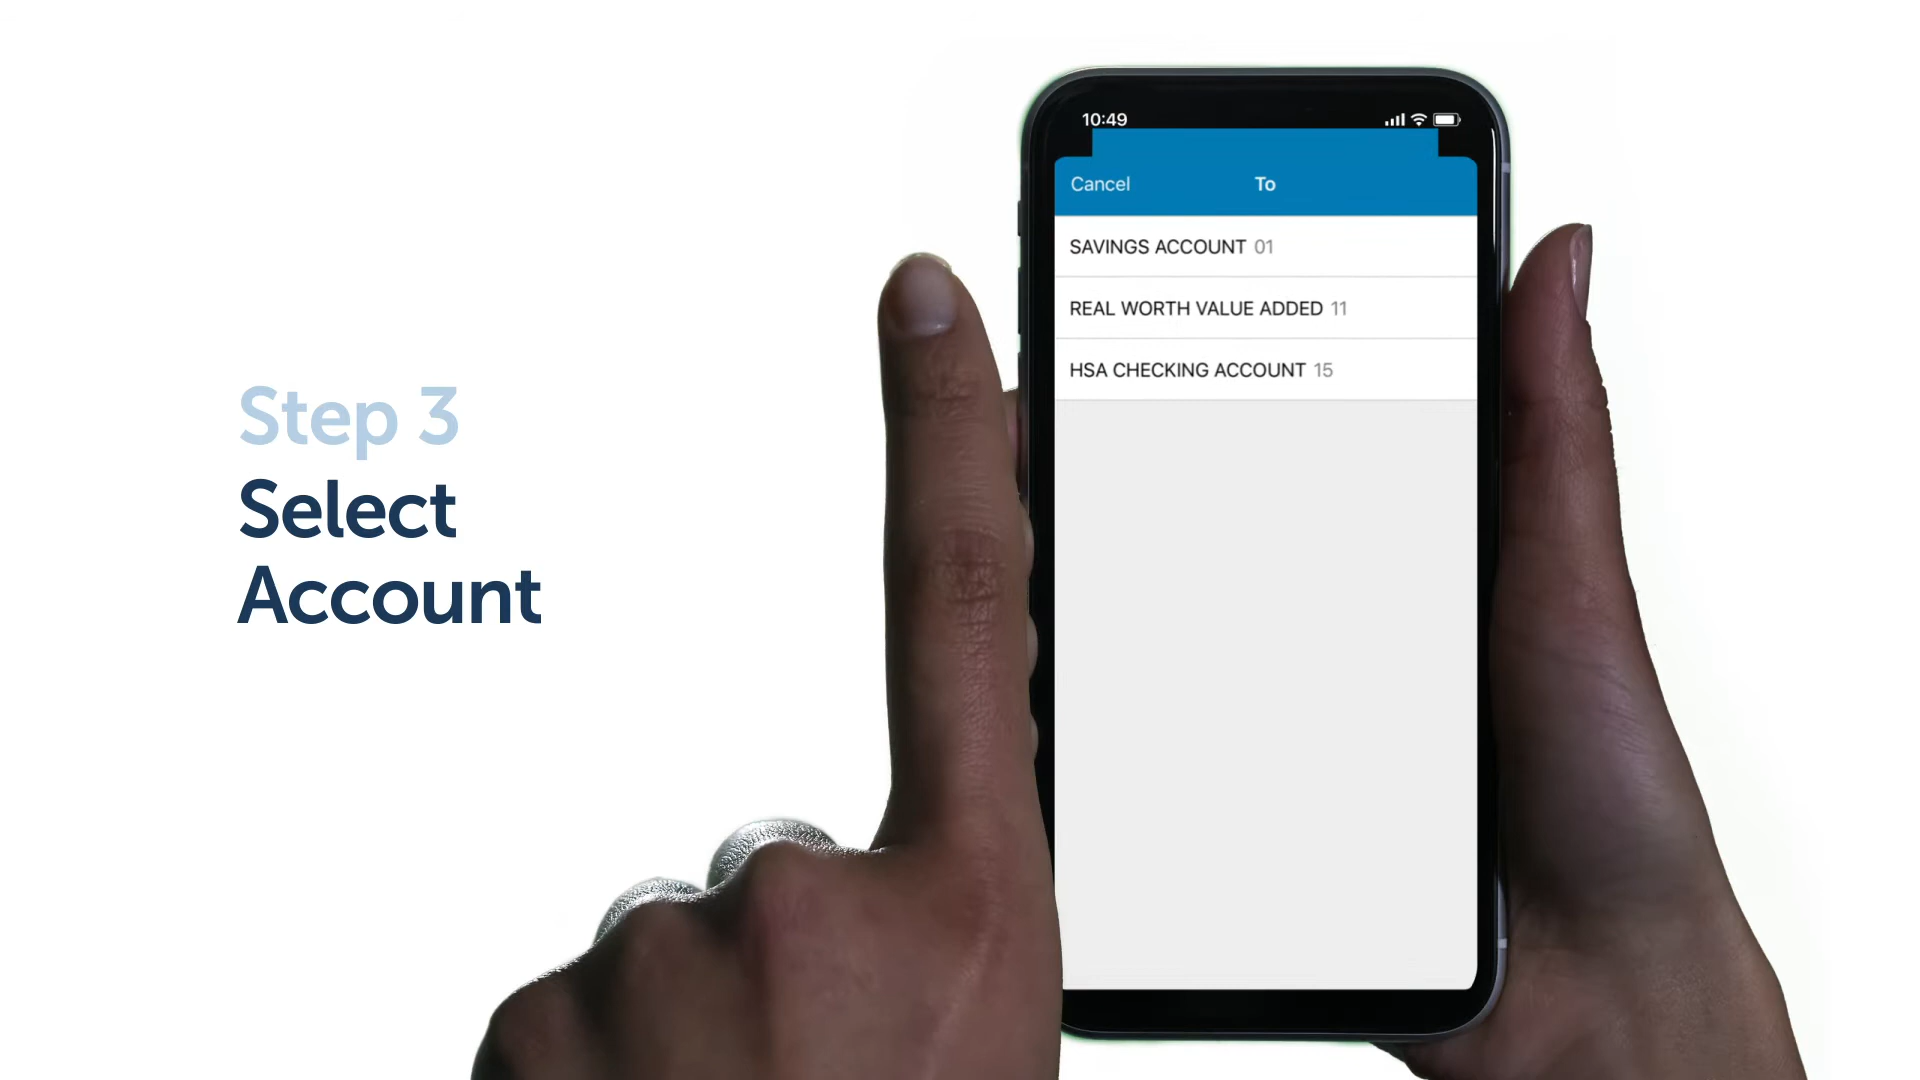 Step 3
Select
Account
10:49
Cancel To
SAVINGS ACCOUNT 01
REAL WORTH VALUE ADDED 11
HSA CHECKING ACCOUNT 15